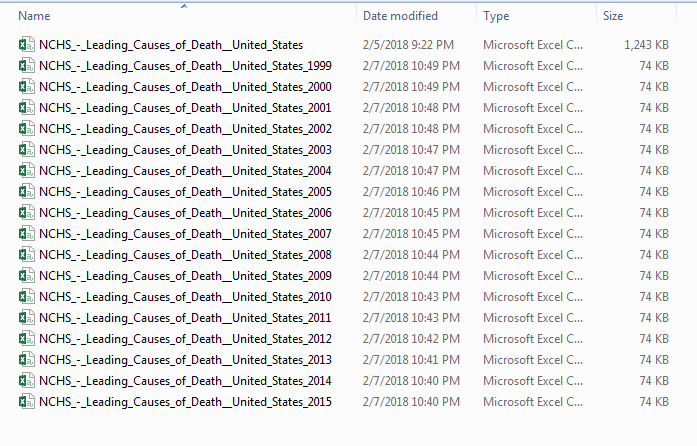 Name Date modified Type Size
NCHS_-_Leading_Causes_of_Death__United_States 2/5/2018 9:22 PM Microsoft Excel C... 1,243 KB
NCHS_-_Leading_Causes_of_Death__United_States_1999 2/7/2018 10:49 PM Microsoft Excel C... 74 KB
NCHS_-_Leading_Causes_of_Death__United_States_2000 2/7/2018 10:49 PM Microsoft Excel C... 74 KB
NCHS_-_Leading_Causes_of_Death__United_States_2001 2/7/2018 10:48 PM Microsoft Excel C... 74 KB
NCHS_-_Leading_Causes_of_Death__United_States_2002 2/7/2018 10:48 PM Microsoft Excel C... 74 KB
NCHS_-_Leading_Causes_of_Death__United_States_2003 2/7/2018 10:47 PM Microsoft Excel C... 74 KB
NCHS_-_Leading_Causes_of_Death__United_States_2004 2/7/2018 10:47 PM Microsoft Excel C... 74 KB
NCHS_-_Leading_Causes_of_Death__United_States_2005 2/7/2018 10:46 PM Microsoft Excel C... 74 KB
NCHS_-_Leading_Causes_of_Death__United_States_2006 2/7/2018 10:45 PM Microsoft Excel C... 74 KB
NCHS_-_Leading_Causes_of_Death__United_States_2007 2/7/2018 10:45 PM Microsoft Excel C... 74 KB
NCHS_-_Leading_Causes_of_Death__United_States_2008 2/7/2018 10:44 PM Microsoft Excel C... 74 KB
NCHS_-_Leading_Causes_of_Death__United_States_2009 2/7/2018 10:44 PM Microsoft Excel C... 74 KB
NCHS_-_Leading_Causes_of_Death__United_States_2010 2/7/2018 10:43 PM Microsoft Excel C... 74 KB
NCHS_-_Leading_Causes_of_Death__United_States_2011 2/7/2018 10:43 PM Microsoft Excel C... 74 KB
NCHS_-_Leading_Causes_of_Death__United_States_2012 2/7/2018 10:42 PM Microsoft Excel C... 74 KB
NCHS_-_Leading_Causes_of_Death__United_States_2013 2/7/2018 10:41 PM Microsoft Excel C... 74 KB
NCHS_-_Leading_Causes_of_Death__United_States_2014 2/7/2018 10:40 PM Microsoft Excel C... 74 KB
NCHS_-_Leading_Causes_of_Death__United_States_2015 2/7/2018 10:40 PM Microsoft Excel C... 74 KB